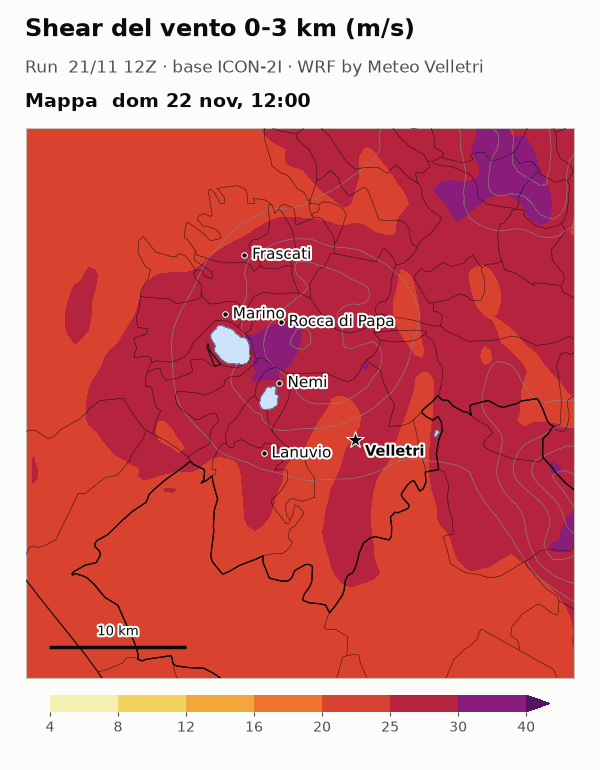 Shear del vento 0-3 km (m/s)
Run  21/11 12Z · base ICON-2I · WRF by Meteo Velletri
Mappa  dom 22 nov, 12:00
Frascati
Marino
Rocca di Papa
Nemi
Velletri
Lanuvio
10 km
4 8 12 16 20 25 30 40